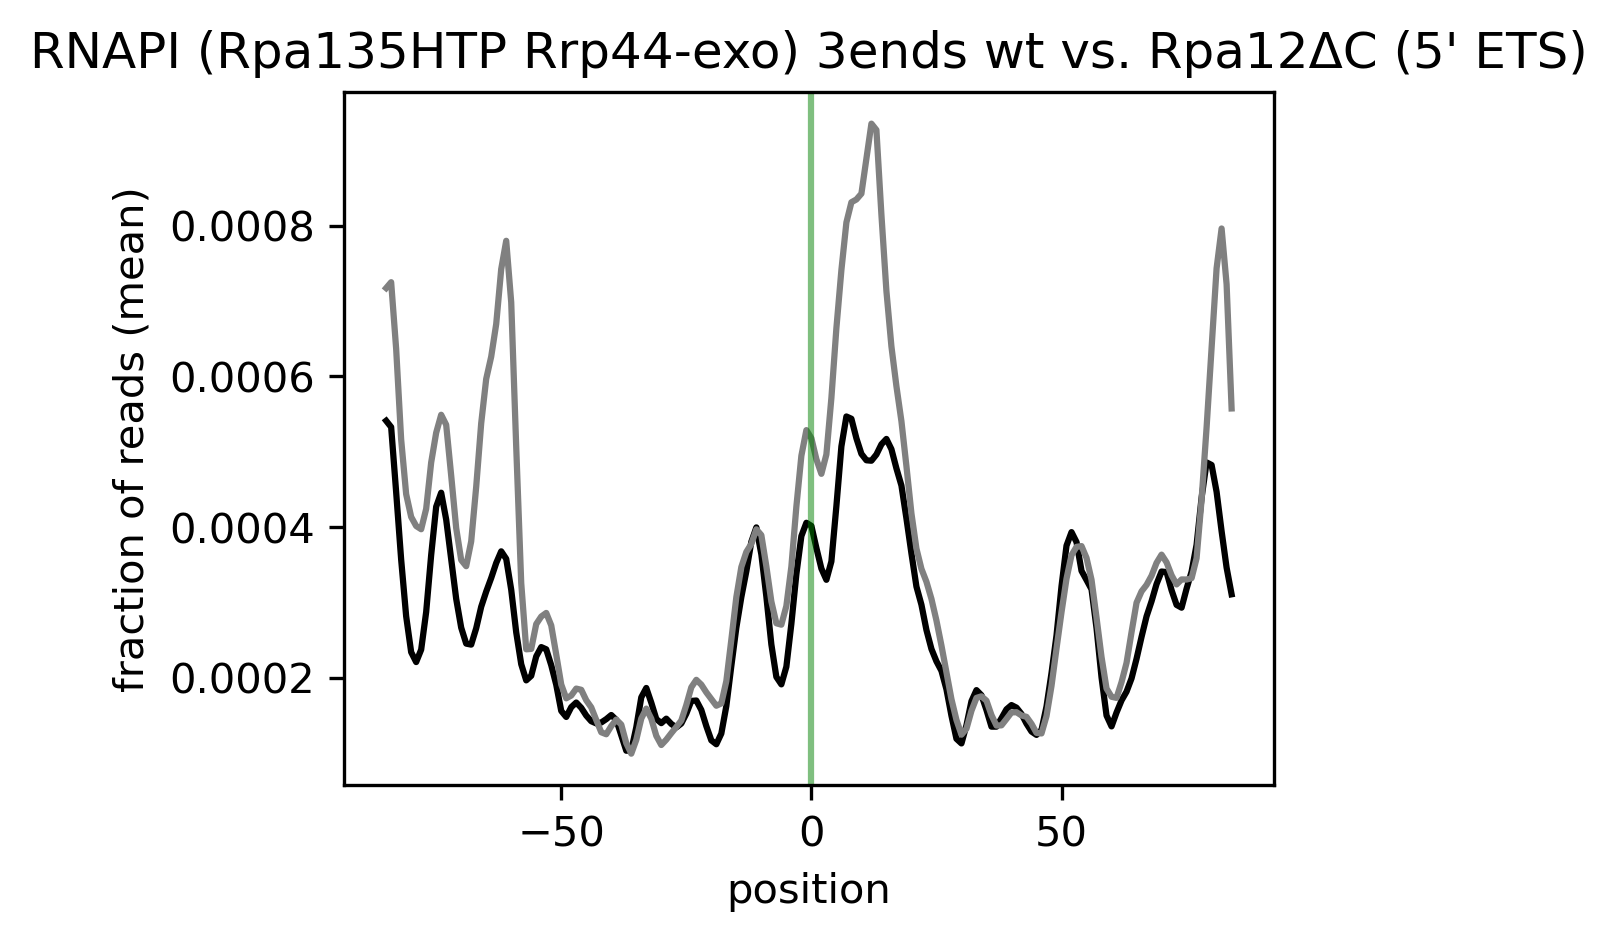 RNAPI (Rpa135HTP Rrp44-exo) 3ends wt vs. Rpa12ΔC (5' ETS)
fraction of reads (mean)
0.0008
0.0006
0.0004
0.0002
−50
0
50
position